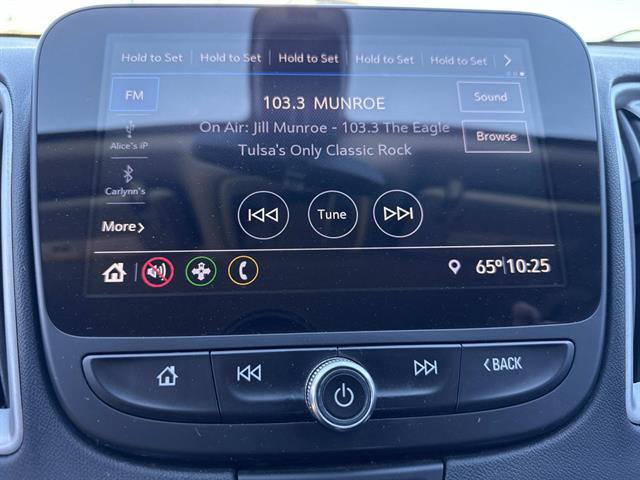 Hold to Set Hold to Set Hold to Set Hold to Set Hold to Set
FM
103.3 MUNROE
Sound
On Air: Jill Munroe - 103.3 The Eagle
Browse
Alice's iP
Tulsa's Only Classic Rock
Carlynn's
More
Tune
65° 10:25
BACK